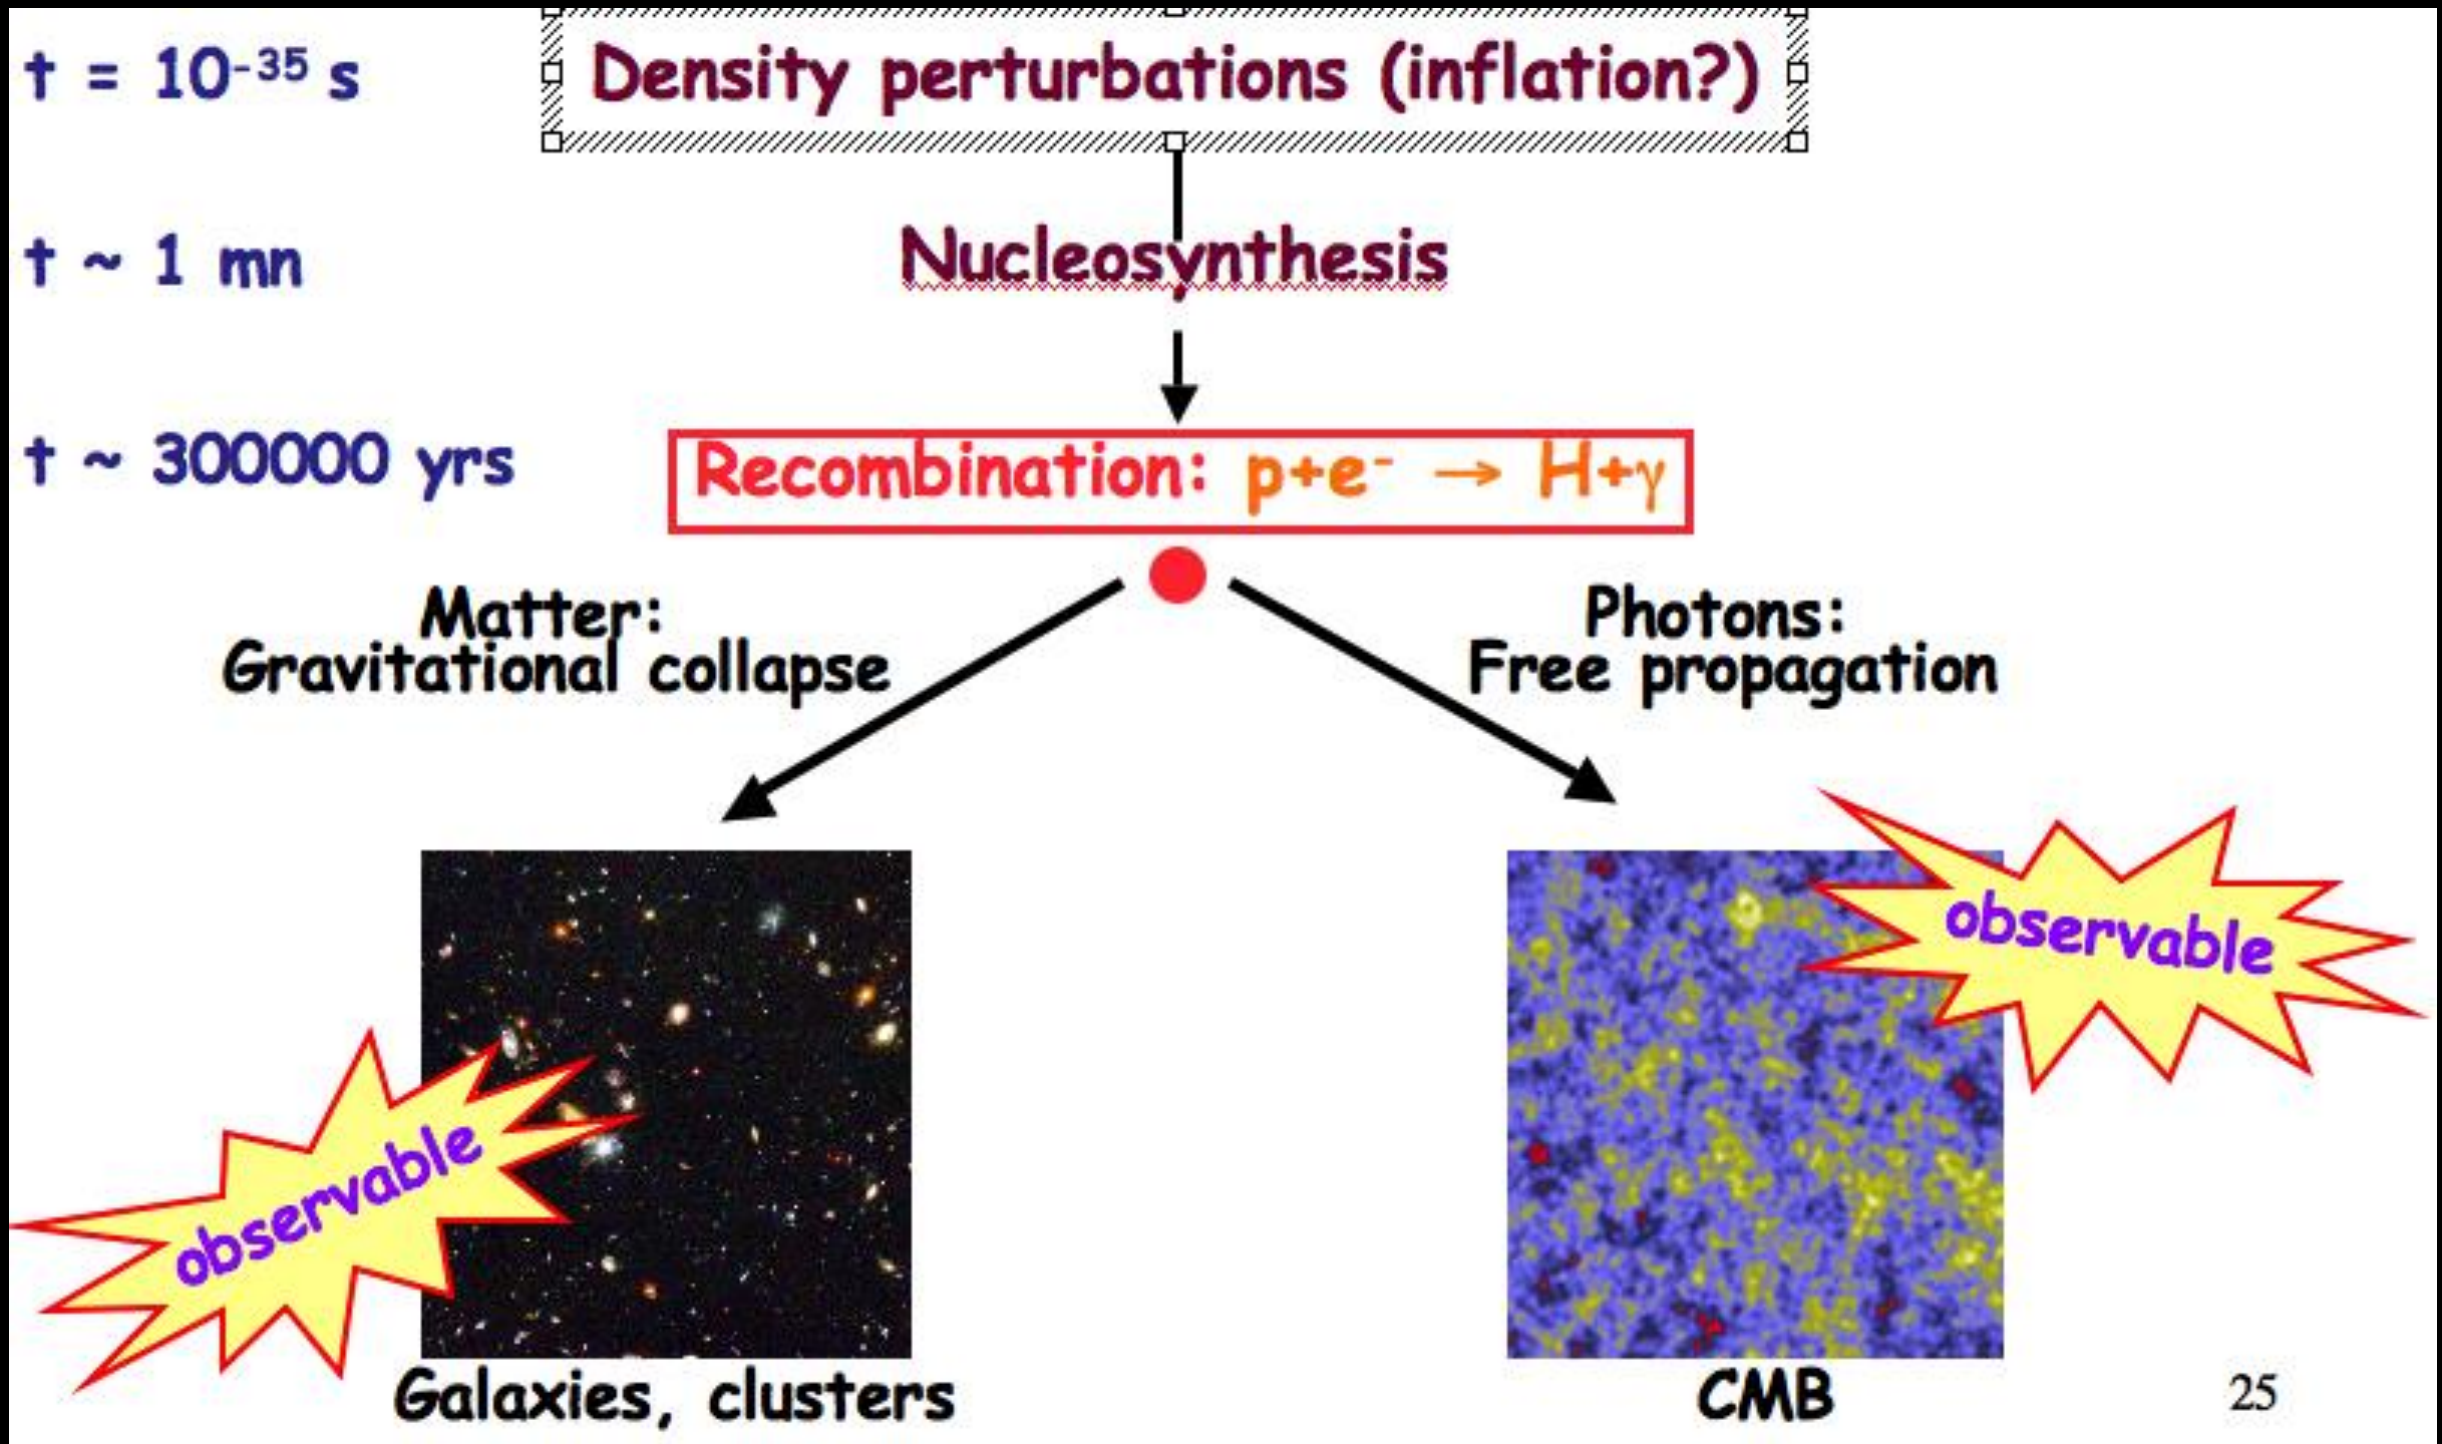 t = 10⁻³⁵ s
Density perturbations (inflation?)
t ~ 1 mn
Nucleosynthesis
t ~ 300000 yrs
Recombination: p+e⁻ → H+γ
Matter:
Gravitational collapse
Photons:
Free propagation
observable
observable
Galaxies, clusters
CMB
25